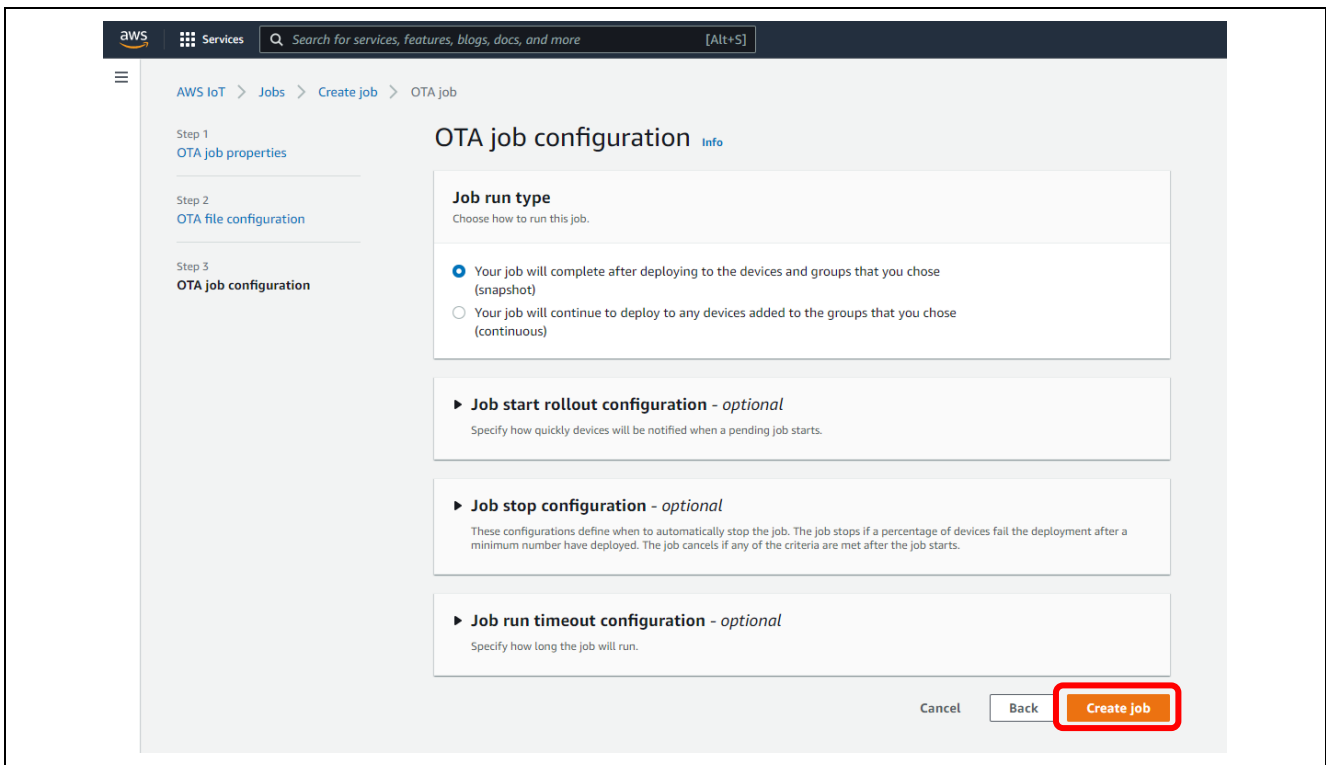 aws
Services
Search for services, features, blogs, docs, and more
[Alt+S]
AWS IoT > Jobs > Create job > OTA job
Step 1
OTA job properties
Step 2
OTA file configuration
Step 3
OTA job configuration
OTA job configuration Info
Job run type
Choose how to run this job.
Your job will complete after deploying to the devices and groups that you chose
(snapshot)
Your job will continue to deploy to any devices added to the groups that you chose
(continuous)
Job start rollout configuration - optional
Specify how quickly devices will be notified when a pending job starts.
Job stop configuration - optional
These configurations define when to automatically stop the job. The job stops if a percentage of devices fail the deployment after a
minimum number have deployed. The job cancels if any of the criteria are met after the job starts.
Job run timeout configuration - optional
Specify how long the job will run.
Cancel
Back
Create job